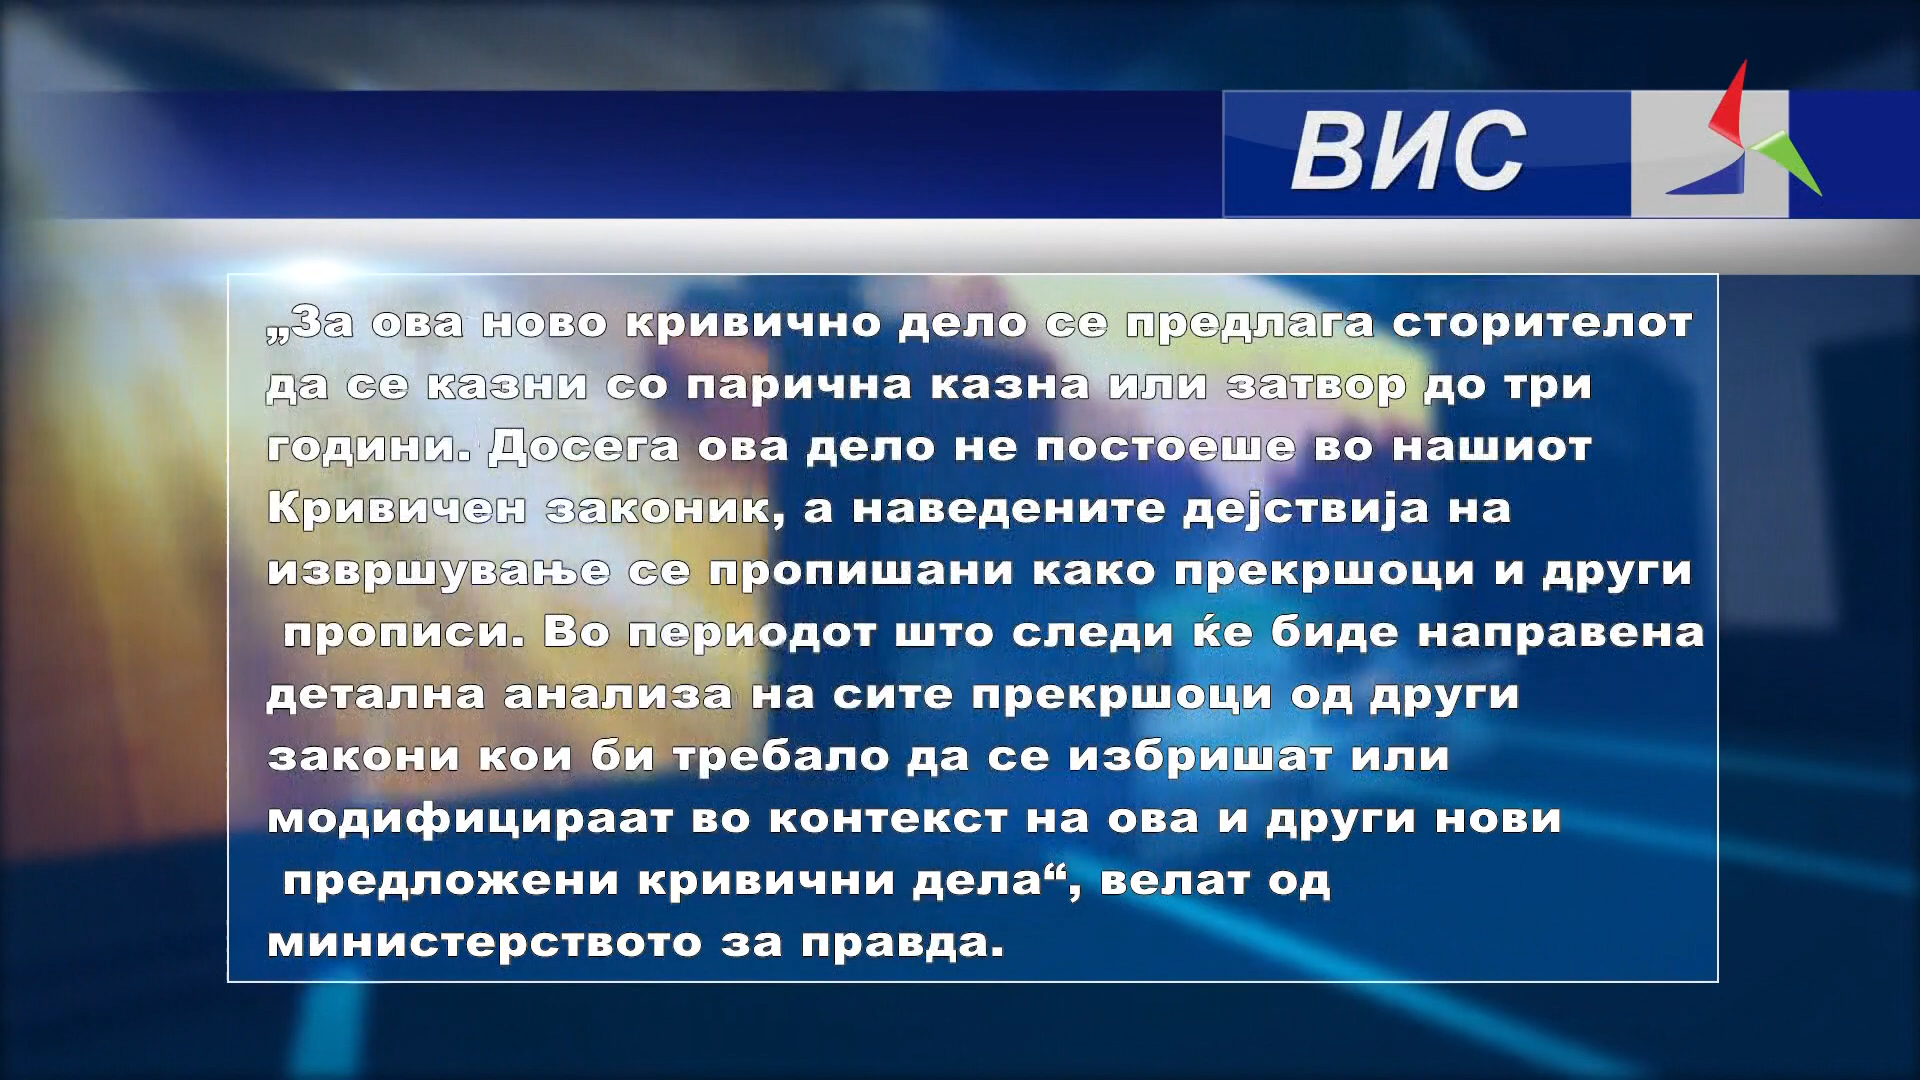 ВИС
„За ова ново кривично дело се предлага сторителот
да се казни со парична казна или затвор до три
години. Досега ова дело не постоеше во нашиот
Кривичен законик, а наведените дејствија на
извршување се пропишани како прекршоци и други
прописи. Во периодот што следи ќе биде направена
детална анализа на сите прекршоци од други
закони кои би требало да се избришат или
модифицираат во контекст на ова и други нови
предложени кривични дела“, велат од
министерството за правда.